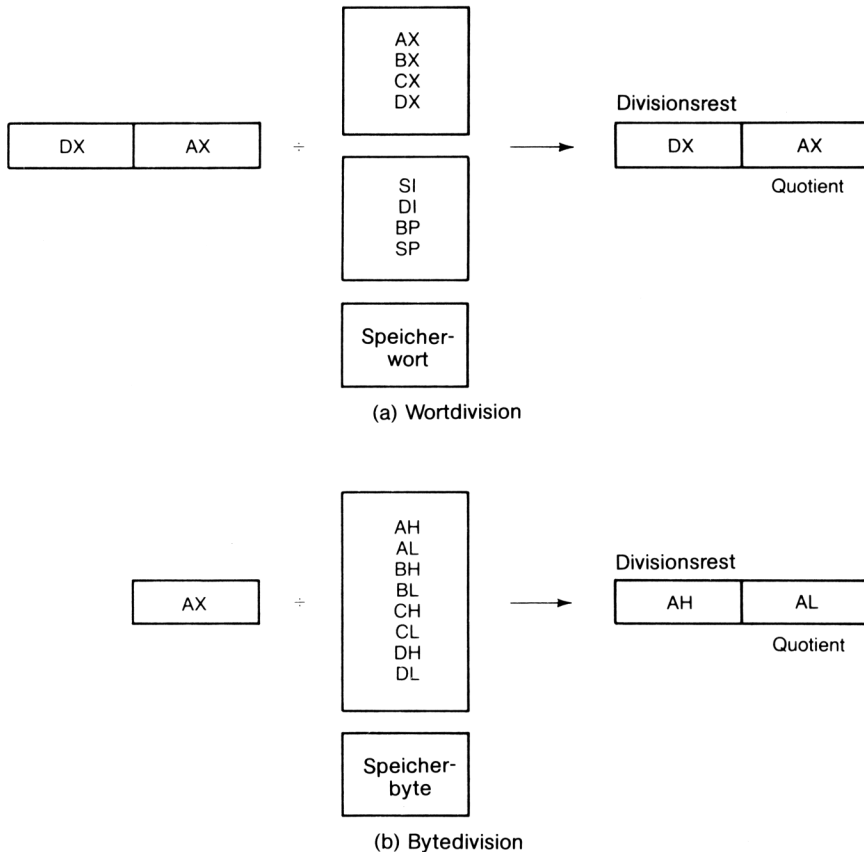 AX
BX
CX
DX
Divisionsrest
DX AX ÷ DX AX
Quotient
SI
DI
BP
SP
Speicher-
wort
(a) Wortdivision
AH
AL
BH
BL
CH
CL
DH
DL
Divisionsrest
AX ÷ AH AL
Quotient
Speicher-
byte
(b) Bytedivision